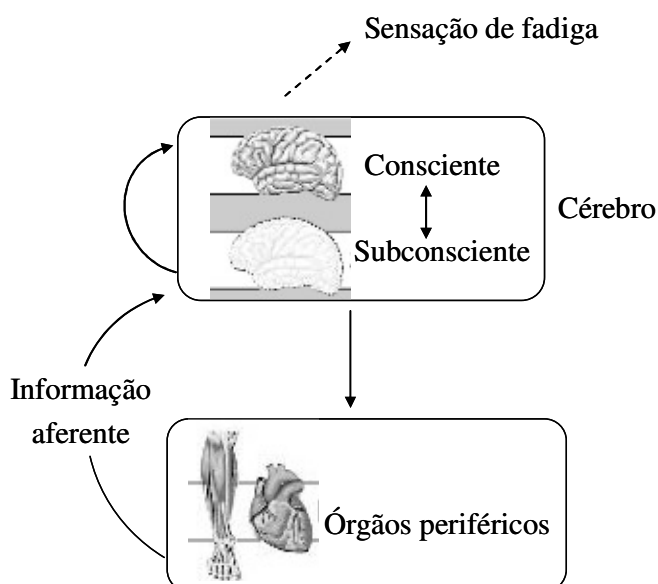 Sensação de fadiga
Consciente
Cérebro
Subconsciente
Informação
aferente
Órgãos periféricos